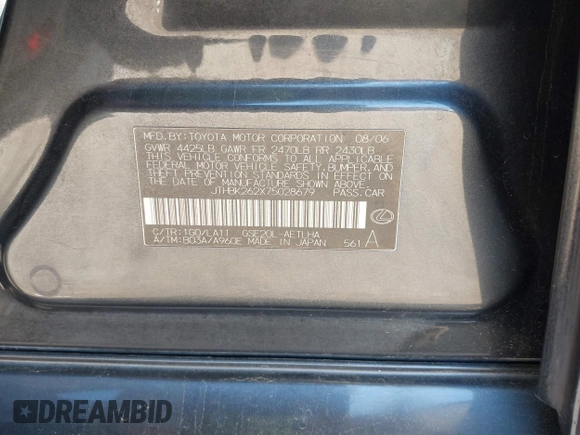 MFD.BY:TOYOTA MOTOR CORPORATION 08/06
GVWR 4425LB GAWR FR 2470LB RR 2430LB
THIS VEHICLE CONFORMS TO ALL APPLICABLE
FEDERAL MOTOR VEHICLE SAFETY,BUMPER,AND
THEFT PREVENTION STANDARDS IN EFFECT ON
THE DATE OF MANUFACTURE SHOWN ABOVE.
JTHBK262X75028679 PASS.CAR
C/TR:1G0/LA11 GSE20L-AETLHA
A/TM:B03A/A960E MADE IN JAPAN 561 A
DREAMBID